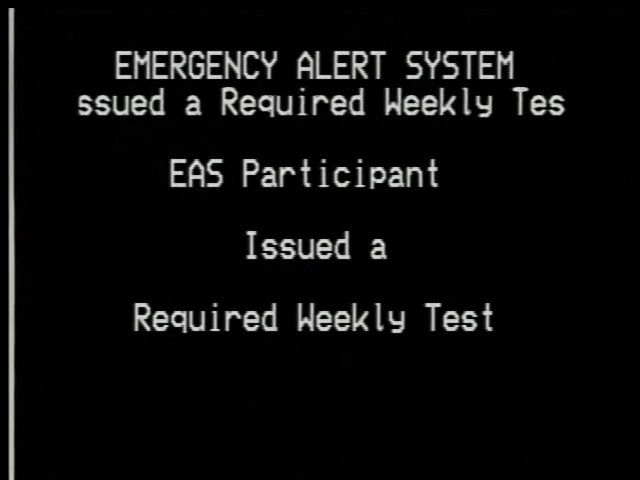 EMERGENCY ALERT SYSTEM
ssued a Required Weekly Tes
EAS Participant
Issued a
Required Weekly Test